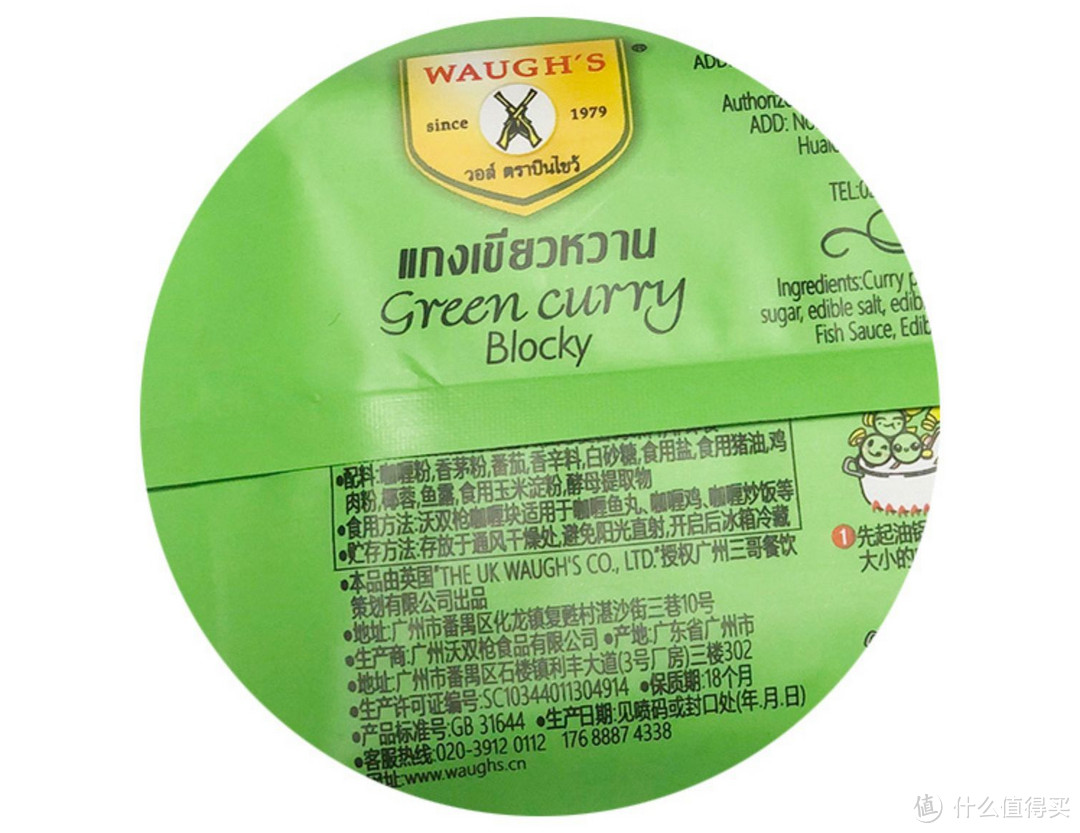 WAUGH'S
since 1979
วอส์ ตราปืนไขว้
®
แกงเขียวหวาน
Green curry
Blocky
ADD:
Authoriz
ADD: No
Huale
TEL:02
Ingredients:Curry p
sugar, edible salt, edib
Fish Sauce, Edib
•配料:咖喱粉,香茅粉,番茄,香辛料,白砂糖,食用盐,食用猪油,鸡
肉粉,椰蓉,鱼露,食用玉米淀粉,酵母提取物
•食用方法:沃双枪咖喱块适用于咖喱鱼丸、咖喱鸡、咖喱炒饭等
•贮存方法:存放于通风干燥处,避免阳光直射,开启后冰箱冷藏
•本品由英国"THE UK WAUGH'S CO., LTD."授权广州三哥餐饮
策划有限公司出品
•地址:广州市番禺区化龙镇复甦村湛沙街三巷10号
•生产商:广州沃双枪食品有限公司 •产地:广东省广州市
•地址:广州市番禺区石楼镇利丰大道(3号厂房)三楼302
•生产许可证编号:SC10344011304914 •保质期:18个月
•产品标准号:GB 31644 •生产日期:见喷码或封口处(年.月.日)
•客服热线:020-3912 0112 176 8887 4338
网址:www.waughs.cn
1 先起油锅
大小的
值 什么值得买